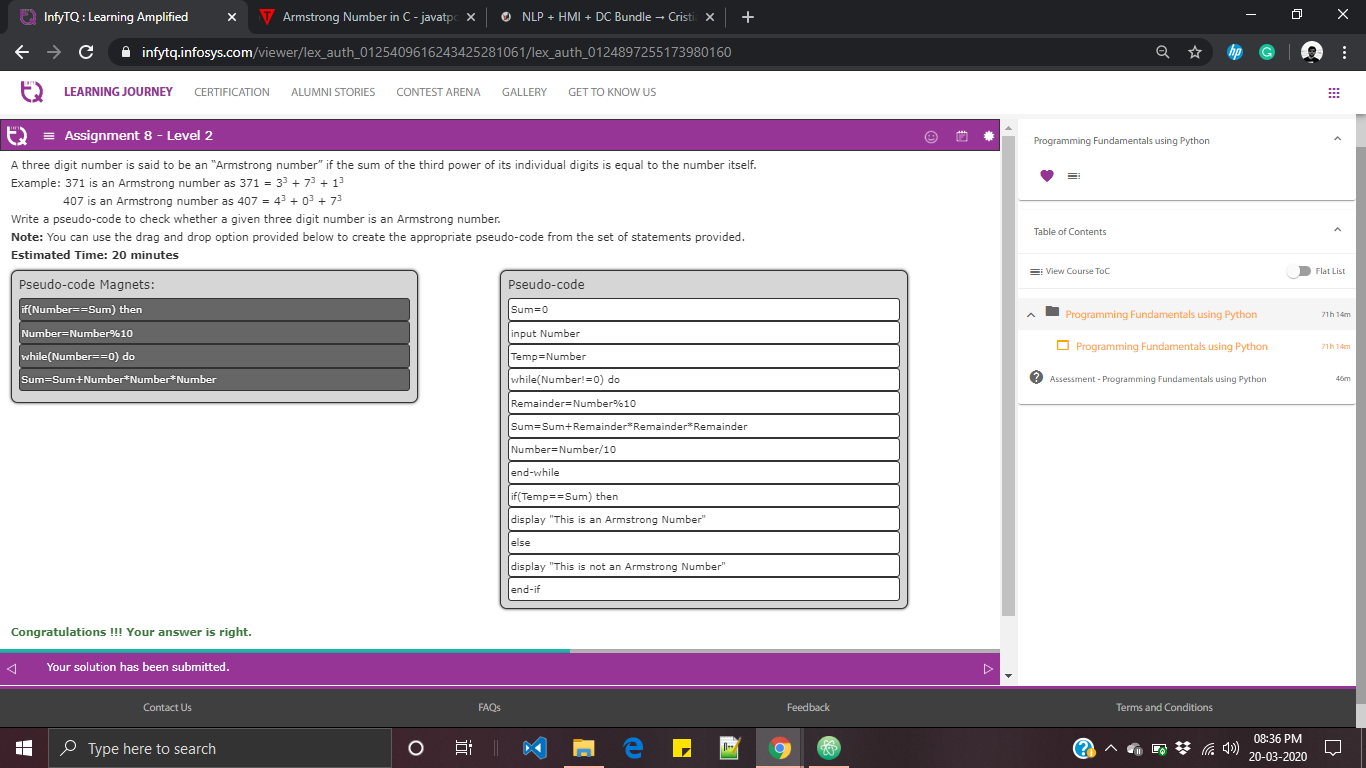 InfyTQ : Learning Amplified
Armstrong Number in C - javatpo
NLP + HMI + DC Bundle → Cristi
infytq.infosys.com/viewer/lex_auth_0125409616243425281061/lex_auth_0124897255173980160
LEARNING JOURNEY CERTIFICATION ALUMNI STORIES CONTEST ARENA GALLERY GET TO KNOW US
Assignment 8 - Level 2
A three digit number is said to be an “Armstrong number” if the sum of the third power of its individual digits is equal to the number itself.
Example: 371 is an Armstrong number as 371 = 3³ + 7³ + 1³
407 is an Armstrong number as 407 = 4³ + 0³ + 7³
Write a pseudo-code to check whether a given three digit number is an Armstrong number.
Note: You can use the drag and drop option provided below to create the appropriate pseudo-code from the set of statements provided.
Estimated Time: 20 minutes
Pseudo-code Magnets:
if(Number==Sum) then
Number=Number%10
while(Number==0) do
Sum=Sum+Number*Number*Number
Pseudo-code
Sum=0
input Number
Temp=Number
while(Number!=0) do
Remainder=Number%10
Sum=Sum+Remainder*Remainder*Remainder
Number=Number/10
end-while
if(Temp==Sum) then
display "This is an Armstrong Number"
else
display "This is not an Armstrong Number"
end-if
Congratulations !!! Your answer is right.
Your solution has been submitted.
Programming Fundamentals using Python
Table of Contents
View Course ToC Flat List
Programming Fundamentals using Python 71h 14m
Programming Fundamentals using Python 71h 14m
Assessment - Programming Fundamentals using Python 46m
Contact Us FAQs Feedback Terms and Conditions
Type here to search
08:36 PM
20-03-2020